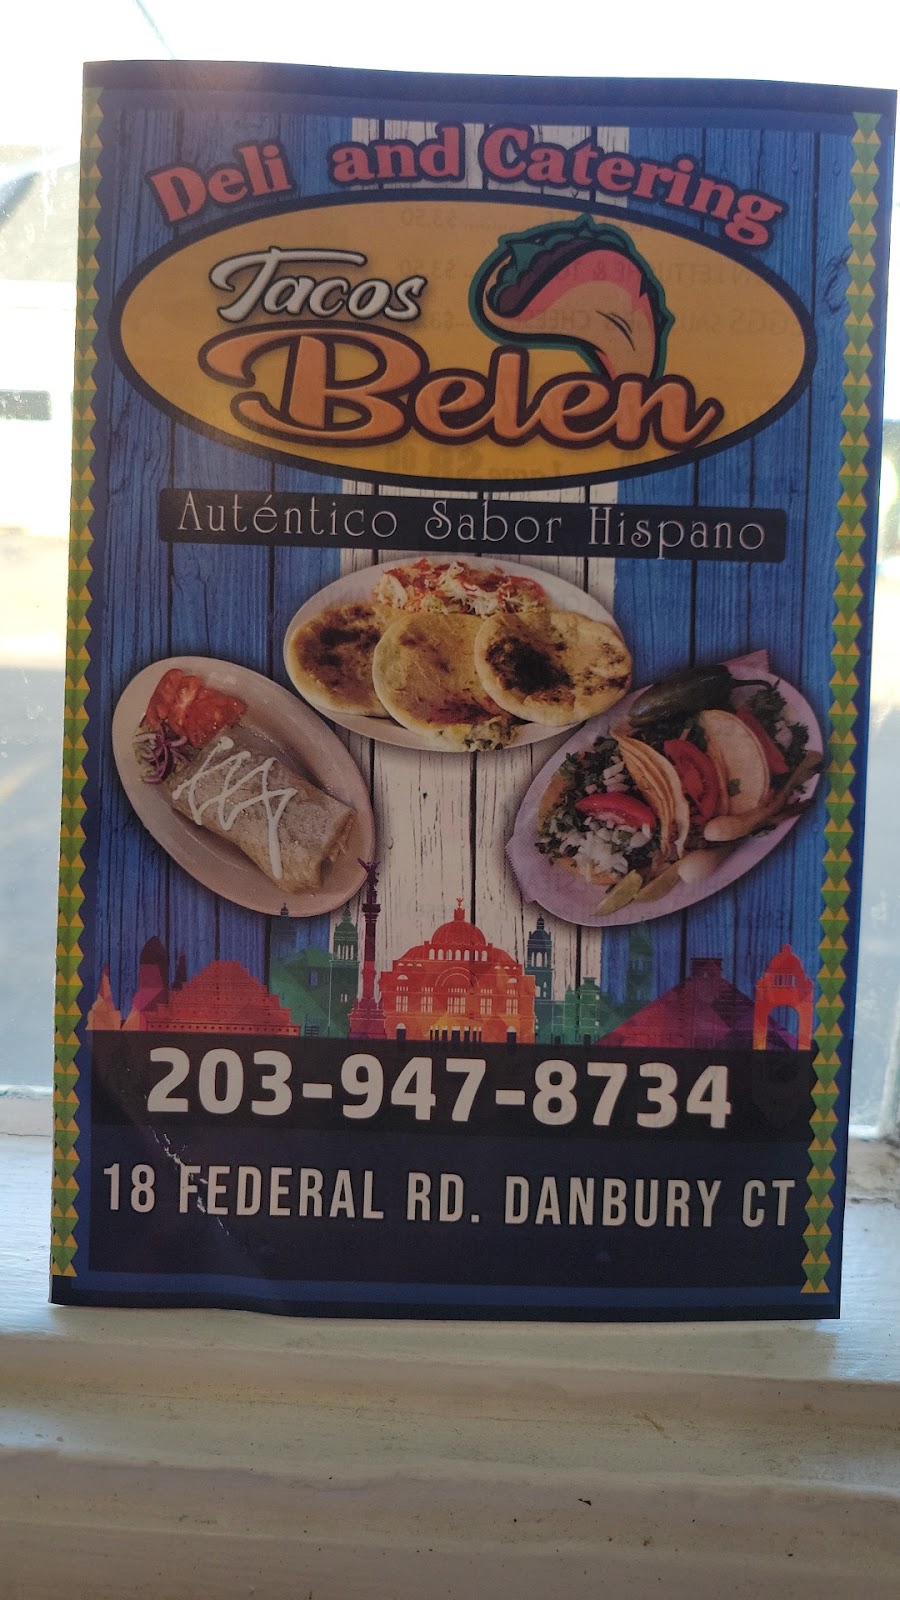 Deli and Catering
Tacos
Belen
Auténtico Sabor Hispano
203-947-8734
18 FEDERAL RD. DANBURY CT